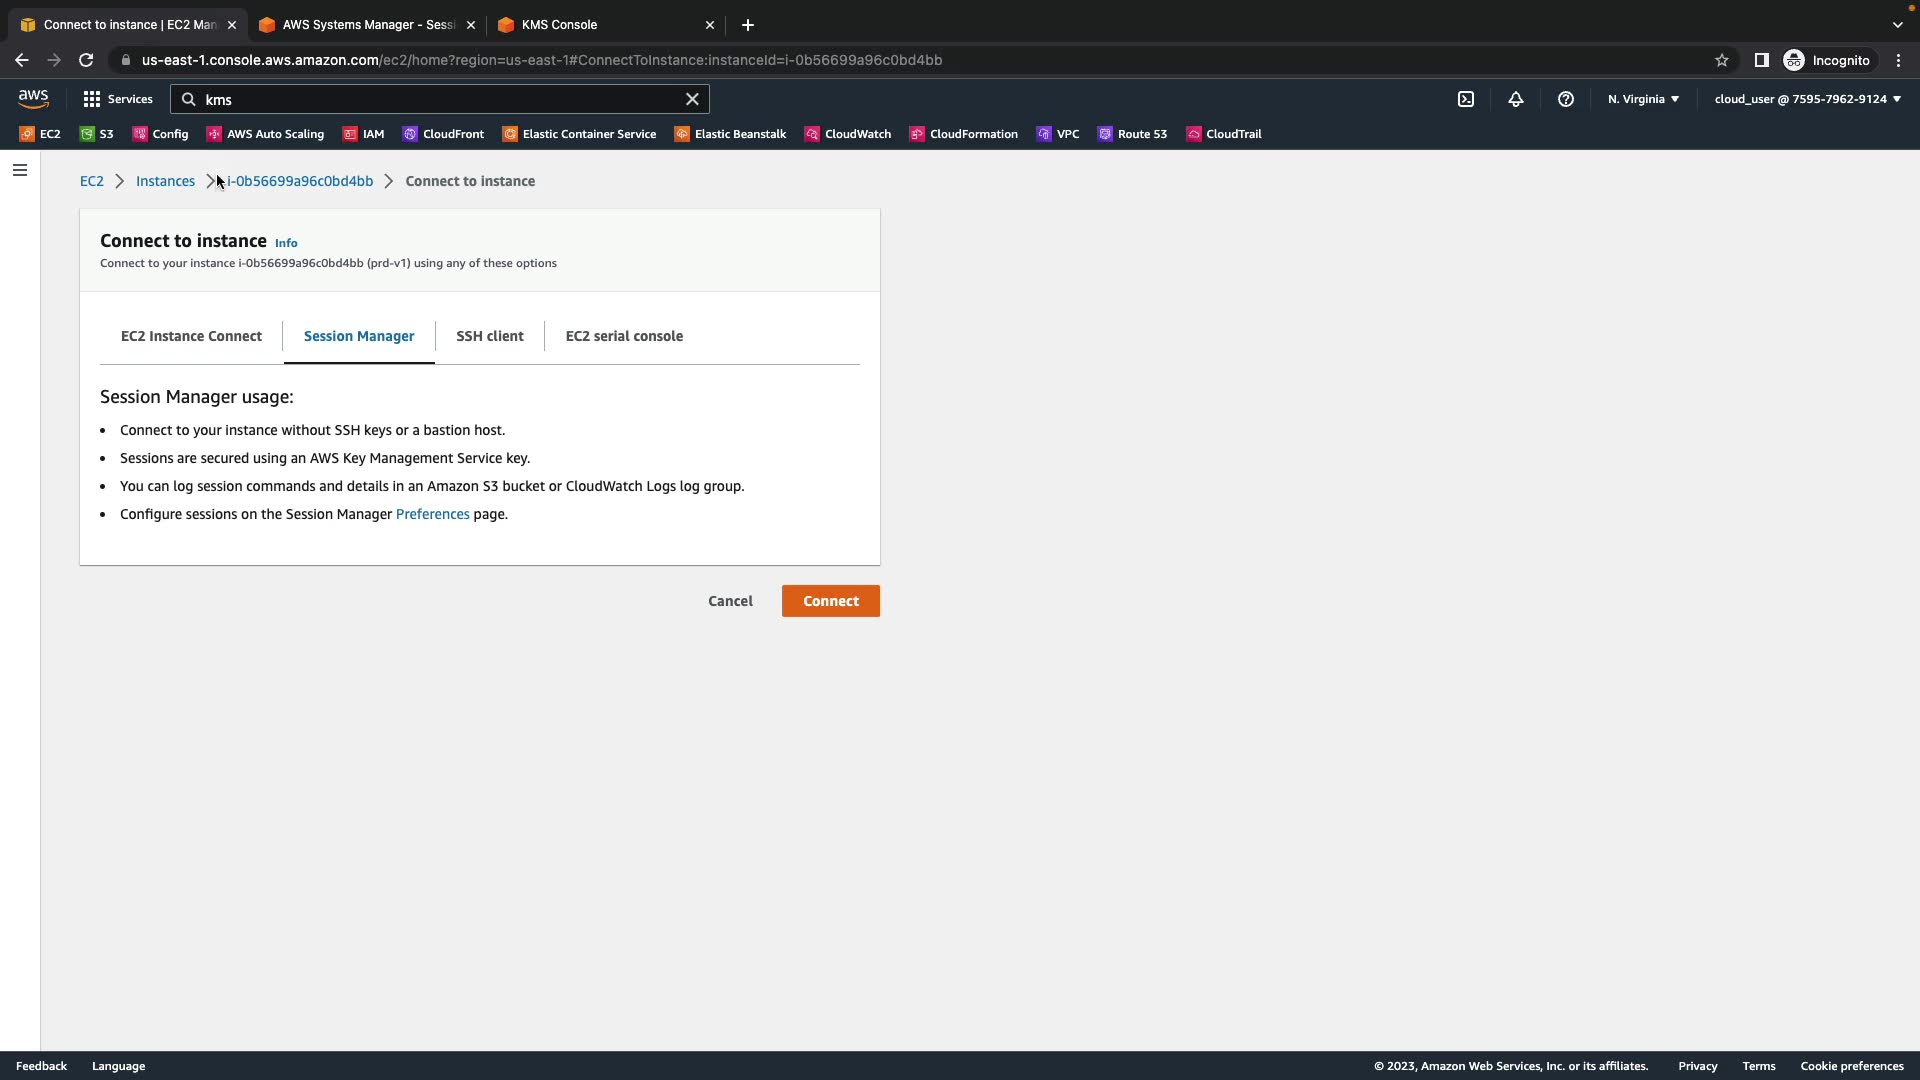 Connect to instance | EC2 Man
AWS Systems Manager - Sessi
KMS Console
us-east-1.console.aws.amazon.com/ec2/home?region=us-east-1#ConnectToInstance:instanceId=i-0b56699a96c0bd4bb
Incognito
aws
Services
kms
N. Virginia
cloud_user @ 7595-7962-9124
EC2
S3
Config
AWS Auto Scaling
IAM
CloudFront
Elastic Container Service
Elastic Beanstalk
CloudWatch
CloudFormation
VPC
Route 53
CloudTrail
EC2
Instances
i-0b56699a96c0bd4bb
Connect to instance
Connect to instance Info
Connect to your instance i-0b56699a96c0bd4bb (prd-v1) using any of these options
EC2 Instance Connect
Session Manager
SSH client
EC2 serial console
Session Manager usage:
• Connect to your instance without SSH keys or a bastion host.
• Sessions are secured using an AWS Key Management Service key.
• You can log session commands and details in an Amazon S3 bucket or CloudWatch Logs log group.
• Configure sessions on the Session Manager Preferences page.
Cancel
Connect
Feedback
Language
© 2023, Amazon Web Services, Inc. or its affiliates.
Privacy
Terms
Cookie preferences